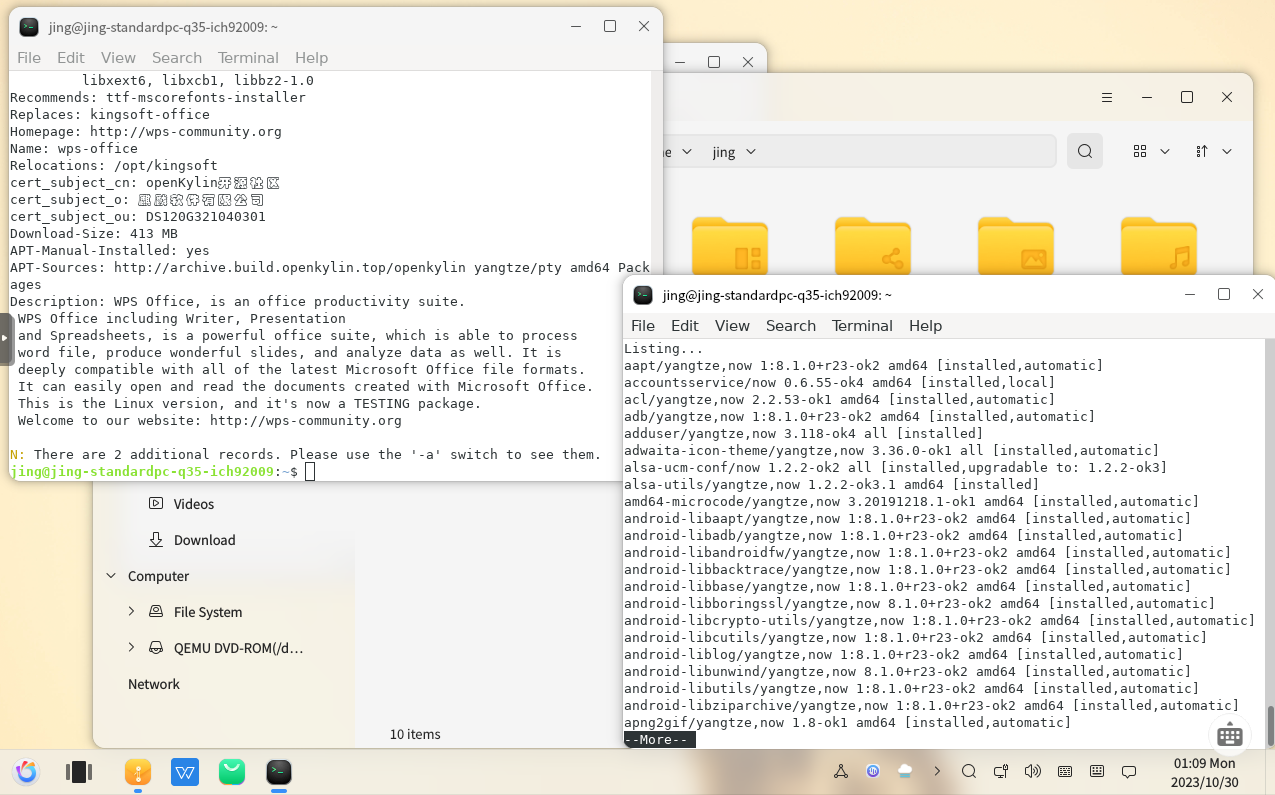 jing@jing-standardpc-q35-ich92009: ~
File Edit View Search Terminal Help
libxext6, libxcb1, libbz2-1.0
Recommends: ttf-mscorefonts-installer
Replaces: kingsoft-office
Homepage: http://wps-community.org
Name: wps-office
Relocations: /opt/kingsoft
cert_subject_cn: openKylin
cert_subject_o:
cert_subject_ou: DS120G321040301
Download-Size: 413 MB
APT-Manual-Installed: yes
APT-Sources: http://archive.build.openkylin.top/openkylin yangtze/pty amd64 Pack
ages
Description: WPS Office, is an office productivity suite.
WPS Office including Writer, Presentation
and Spreadsheets, is a powerful office suite, which is able to process
word file, produce wonderful slides, and analyze data as well. It is
deeply compatible with all of the latest Microsoft Office file formats.
It can easily open and read the documents created with Microsoft Office.
This is the Linux version, and it's now a TESTING package.
Welcome to our website: http://wps-community.org
N: There are 2 additional records. Please use the '-a' switch to see them.
jing@jing-standardpc-q35-ich92009:~$
jing
Videos
Download
Computer
File System
QEMU DVD-ROM(/d…
Network
10 items
jing@jing-standardpc-q35-ich92009: ~
File Edit View Search Terminal Help
Listing...
aapt/yangtze,now 1:8.1.0+r23-ok2 amd64 [installed,automatic]
accountsservice/now 0.6.55-ok4 amd64 [installed,local]
acl/yangtze,now 2.2.53-ok1 amd64 [installed,automatic]
adb/yangtze,now 1:8.1.0+r23-ok2 amd64 [installed,automatic]
adduser/yangtze,now 3.118-ok4 all [installed]
adwaita-icon-theme/yangtze,now 3.36.0-ok1 all [installed,automatic]
alsa-ucm-conf/now 1.2.2-ok2 all [installed,upgradable to: 1.2.2-ok3]
alsa-utils/yangtze,now 1.2.2-ok3.1 amd64 [installed]
amd64-microcode/yangtze,now 3.20191218.1-ok1 amd64 [installed,automatic]
android-libaapt/yangtze,now 1:8.1.0+r23-ok2 amd64 [installed,automatic]
android-libadb/yangtze,now 1:8.1.0+r23-ok2 amd64 [installed,automatic]
android-libandroidfw/yangtze,now 1:8.1.0+r23-ok2 amd64 [installed,automatic]
android-libbacktrace/yangtze,now 1:8.1.0+r23-ok2 amd64 [installed,automatic]
android-libbase/yangtze,now 1:8.1.0+r23-ok2 amd64 [installed,automatic]
android-libboringssl/yangtze,now 8.1.0+r23-ok2 amd64 [installed,automatic]
android-libcrypto-utils/yangtze,now 1:8.1.0+r23-ok2 amd64 [installed,automatic]
android-libcutils/yangtze,now 1:8.1.0+r23-ok2 amd64 [installed,automatic]
android-liblog/yangtze,now 1:8.1.0+r23-ok2 amd64 [installed,automatic]
android-libunwind/yangtze,now 8.1.0+r23-ok2 amd64 [installed,automatic]
android-libutils/yangtze,now 1:8.1.0+r23-ok2 amd64 [installed,automatic]
android-libziparchive/yangtze,now 1:8.1.0+r23-ok2 amd64 [installed,automatic]
apng2gif/yangtze,now 1.8-ok1 amd64 [installed,automatic]
--More--
01:09 Mon
2023/10/30